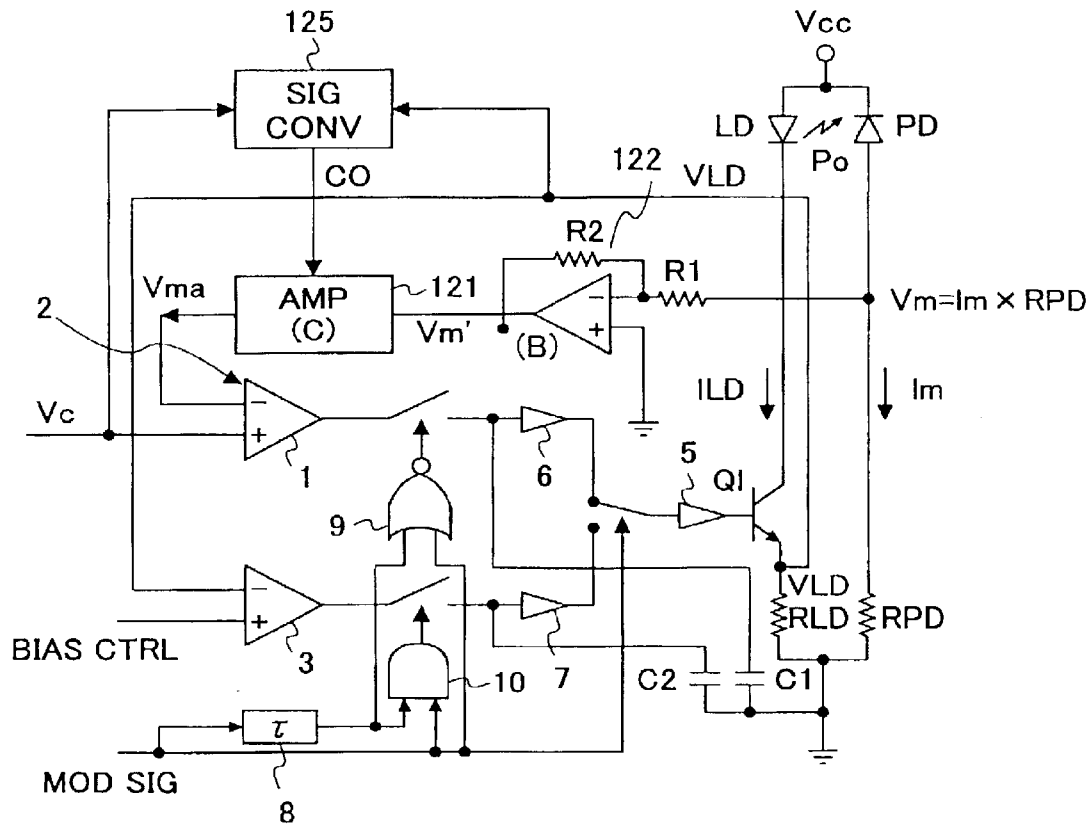 125
Vcc
SIG
CONV
LD
PD
Po
CO
122
VLD
R2
R1
Vma
AMP
(C)
121
Vm'
(B)
Vm=Im × RPD
2
ILD
Im
Vc
1
6
5
QI
9
VLD
RLD
RPD
BIAS CTRL
3
7
10
C2
C1
τ
MOD SIG
8
−
+
−
+
−
+